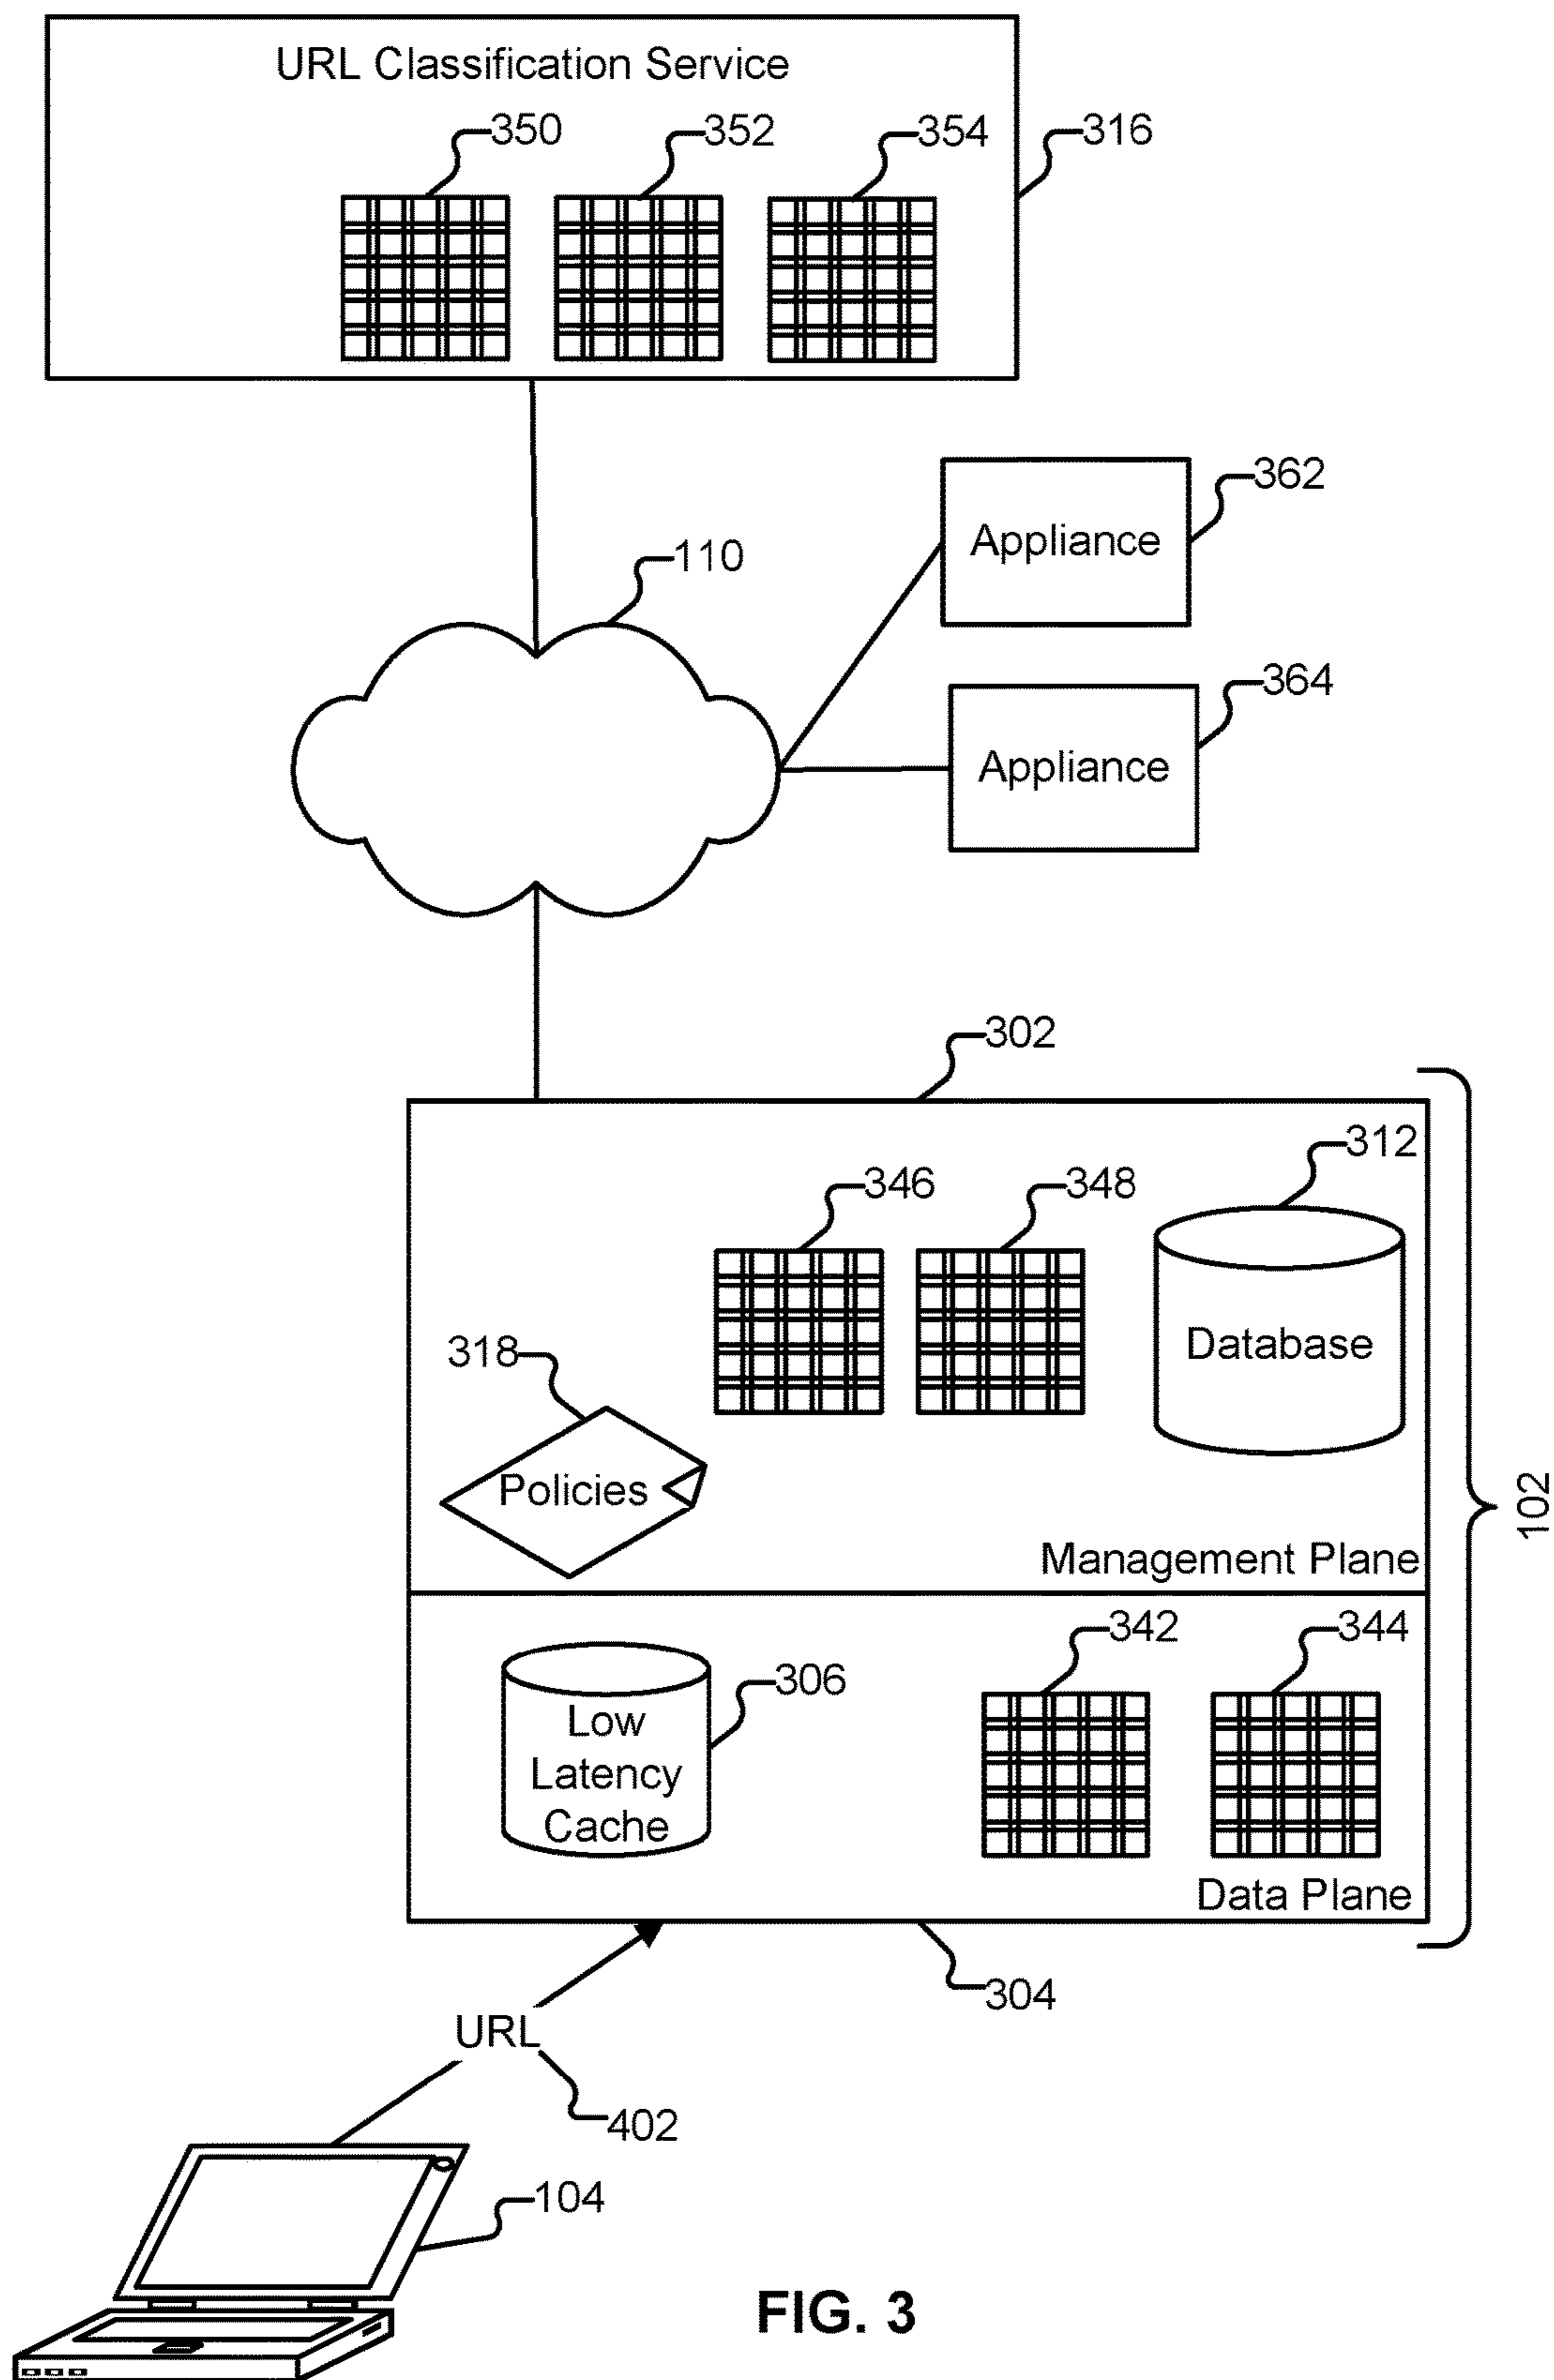 URL Classification Service
350
352
354
316
362
Appliance
110
364
Appliance
302
312
346
348
Database
318
Policies
102
Management Plane
342
344
306
Low
Latency
Cache
Data Plane
304
URL
402
104
FIG. 3